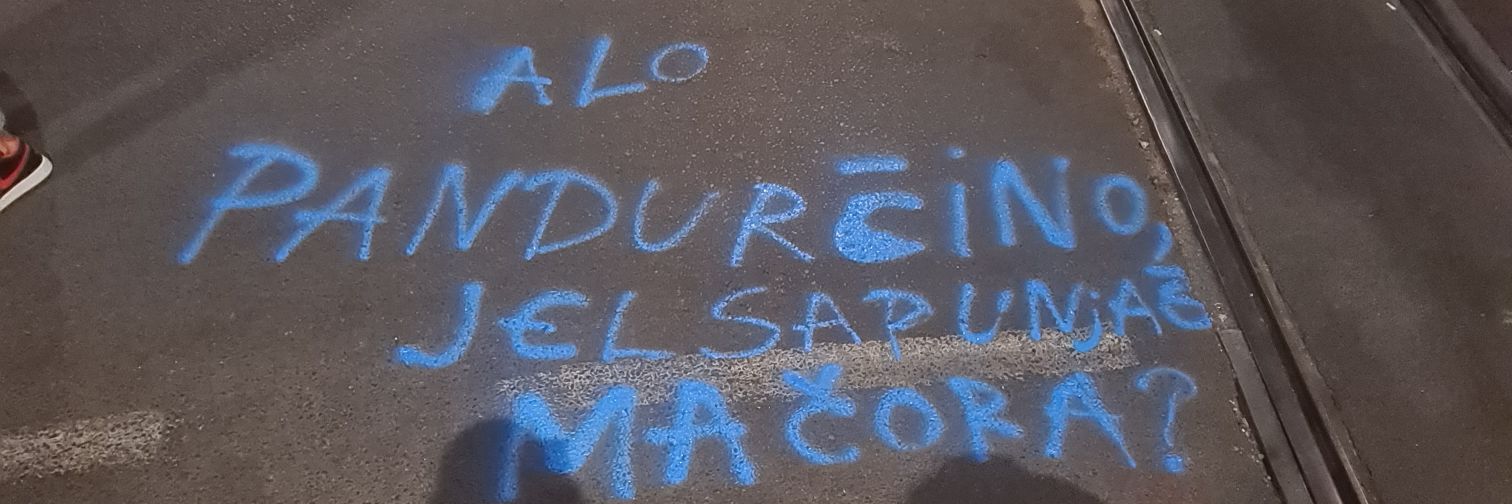 ALO
PANDURČINO,
JEL SAPUNJAŠ
MAČORA?